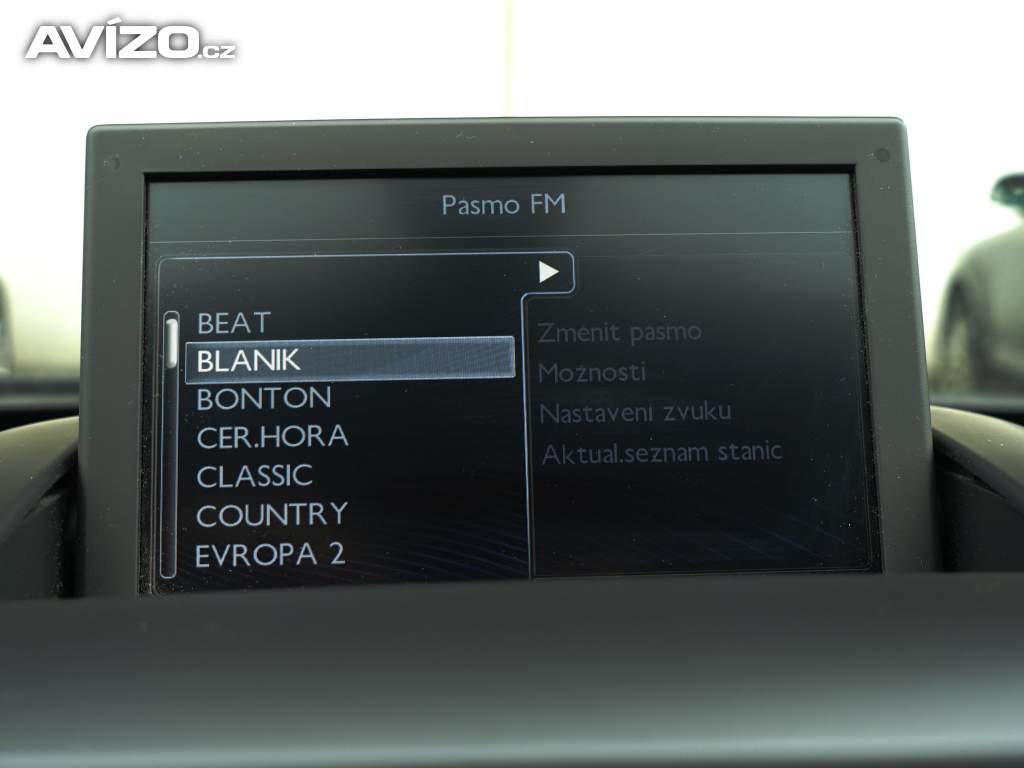 AVÍZO.cz
Pasmo FM
BEAT
BLANIK
BONTON
CER.HORA
CLASSIC
COUNTRY
EVROPA 2
Zmenit pasmo
Moznosti
Nastaveni zvuku
Aktual.seznam stanic